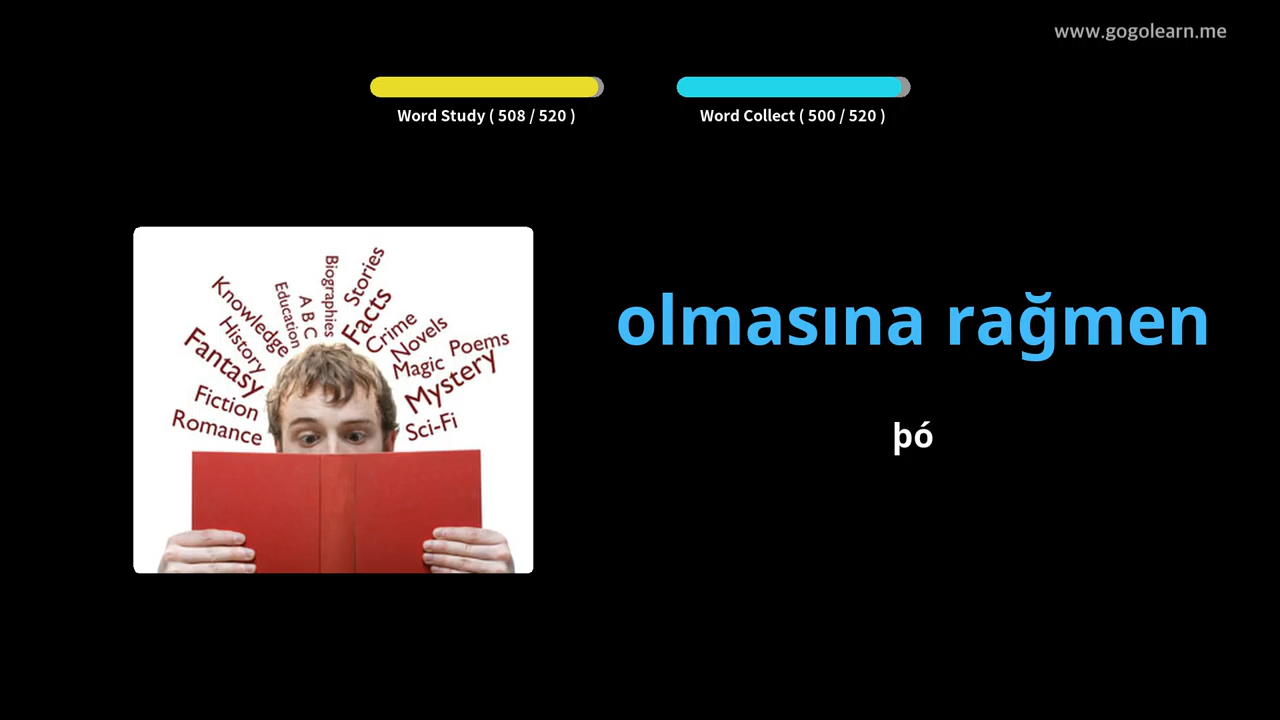 www.gogolearn.me
Word Study ( 508 / 520 )
Word Collect ( 500 / 520 )
olmasına rağmen
þó
Knowledge
History
Fantasy
Fiction
Romance
Education
A B C
Biographies
Stories
Facts
Crime
Novels
Magic
Poems
Mystery
Sci-Fi